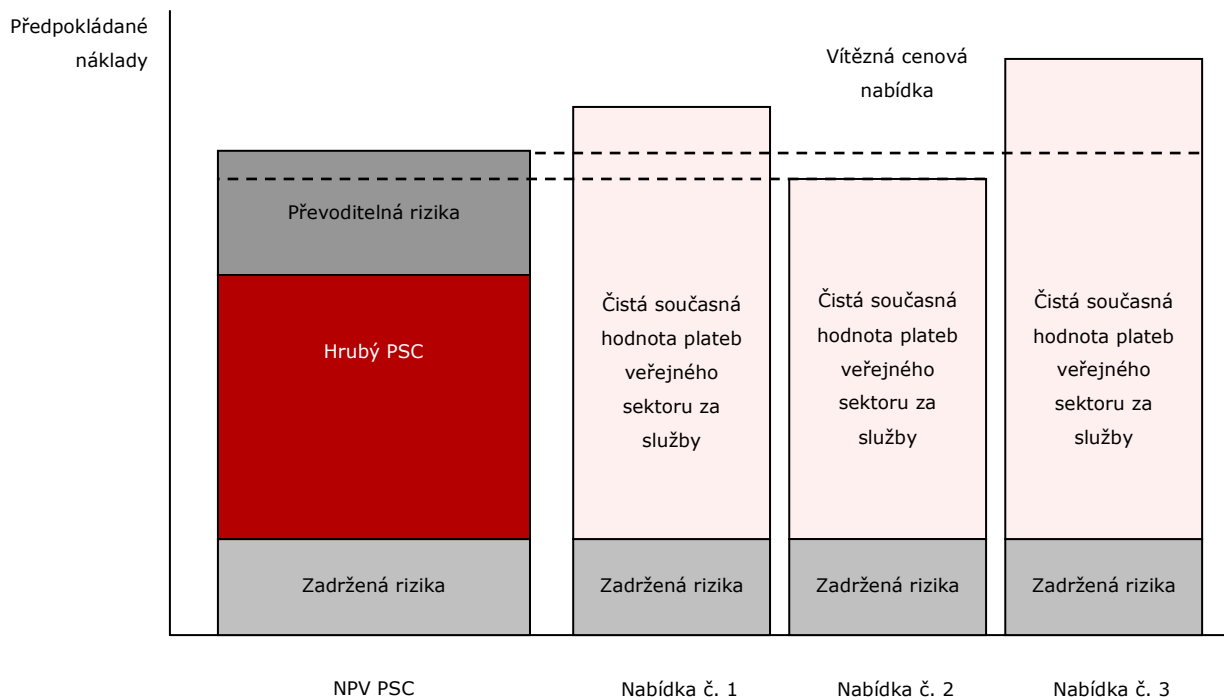 Předpokládané
náklady
Vítězná cenová
nabídka
Převoditelná rizika
Hrubý PSC
Zadržená rizika
Čistá současná
hodnota plateb
veřejného
sektoru za
služby
Zadržená rizika
Čistá současná
hodnota plateb
veřejného
sektoru za
služby
Zadržená rizika
Čistá současná
hodnota plateb
veřejného
sektoru za
služby
Zadržená rizika
NPV PSC
Nabídka č. 1
Nabídka č. 2
Nabídka č. 3